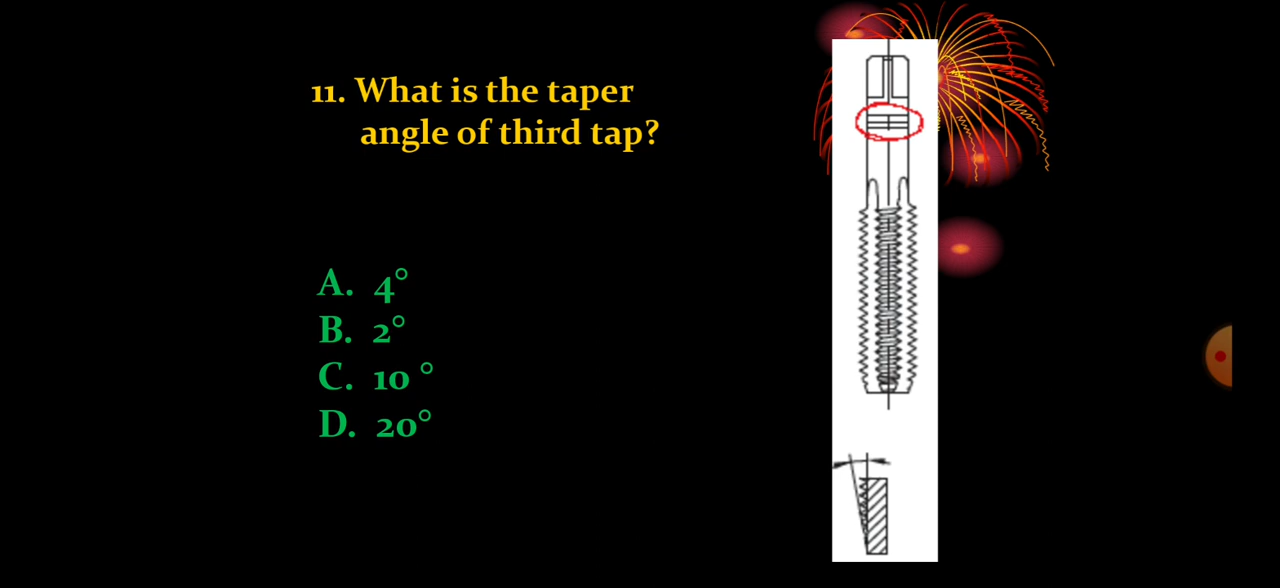 11. What is the taper
angle of third tap?
A. 4°
B. 2°
C. 10 °
D. 20°